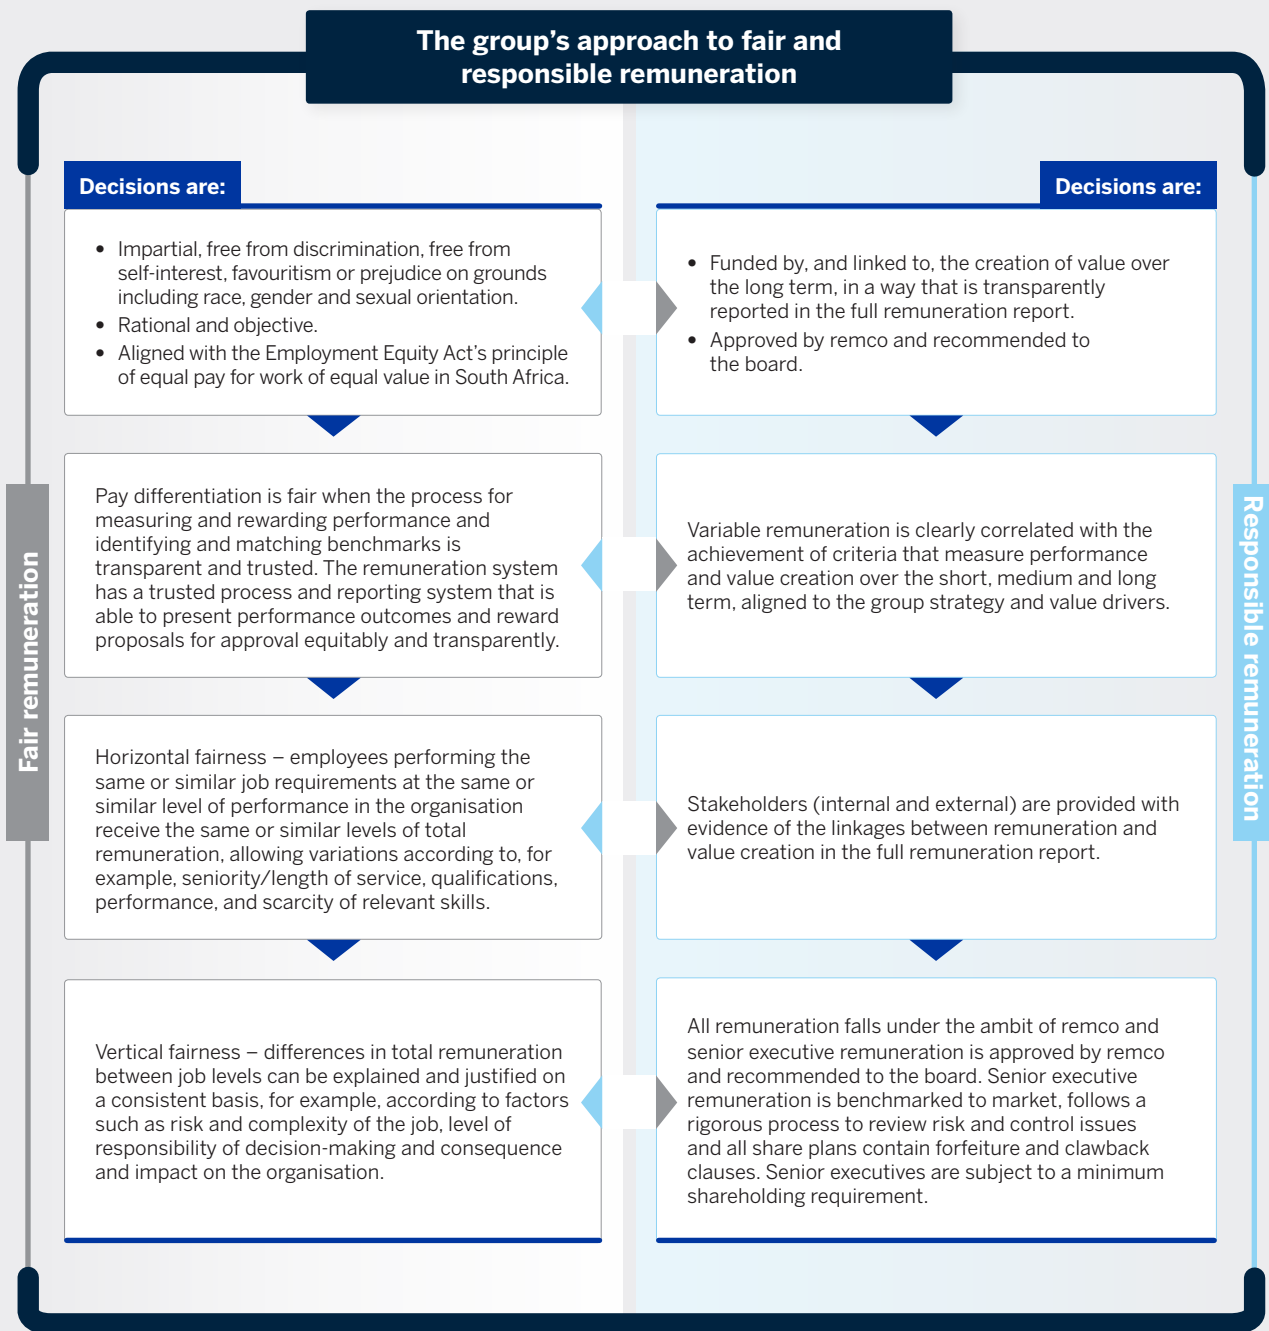 The group's approach to fair and
responsible remuneration
Fair remuneration
Decisions are:
• Impartial, free from discrimination, free from
self-interest, favouritism or prejudice on grounds
including race, gender and sexual orientation.
• Rational and objective.
• Aligned with the Employment Equity Act's principle
of equal pay for work of equal value in South Africa.
Pay differentiation is fair when the process for
measuring and rewarding performance and
identifying and matching benchmarks is
transparent and trusted. The remuneration system
has a trusted process and reporting system that is
able to present performance outcomes and reward
proposals for approval equitably and transparently.
Horizontal fairness – employees performing the
same or similar job requirements at the same or
similar level of performance in the organisation
receive the same or similar levels of total
remuneration, allowing variations according to, for
example, seniority/length of service, qualifications,
performance, and scarcity of relevant skills.
Vertical fairness – differences in total remuneration
between job levels can be explained and justified on
a consistent basis, for example, according to factors
such as risk and complexity of the job, level of
responsibility of decision-making and consequence
and impact on the organisation.
Responsible remuneration
Decisions are:
• Funded by, and linked to, the creation of value over
the long term, in a way that is transparently
reported in the full remuneration report.
• Approved by remco and recommended to
the board.
Variable remuneration is clearly correlated with the
achievement of criteria that measure performance
and value creation over the short, medium and long
term, aligned to the group strategy and value drivers.
Stakeholders (internal and external) are provided with
evidence of the linkages between remuneration and
value creation in the full remuneration report.
All remuneration falls under the ambit of remco and
senior executive remuneration is approved by remco
and recommended to the board. Senior executive
remuneration is benchmarked to market, follows a
rigorous process to review risk and control issues
and all share plans contain forfeiture and clawback
clauses. Senior executives are subject to a minimum
shareholding requirement.